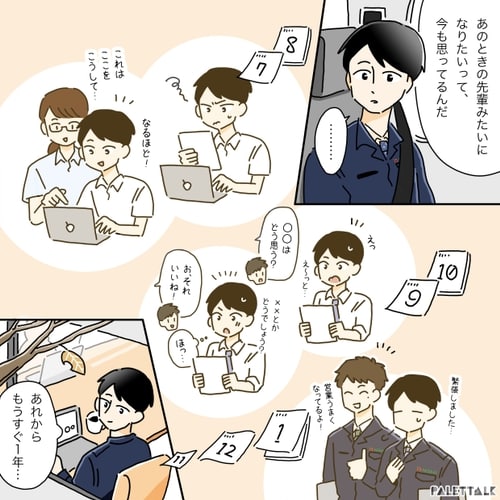 あのときの先輩みたいに
なりたいって、
今も思ってるんだ
………
8
7
これは
ここを
こうして…
なるほど!
10
9
えっ
〇〇は
どう思う?
え〜っと…
××とか
どうでしょう?
お、それ
いいね!
ほっ…
緊張しました…
営業うまく
なってるよ!
1
12
11
あれから
もうすぐ1年…
PALETTALK